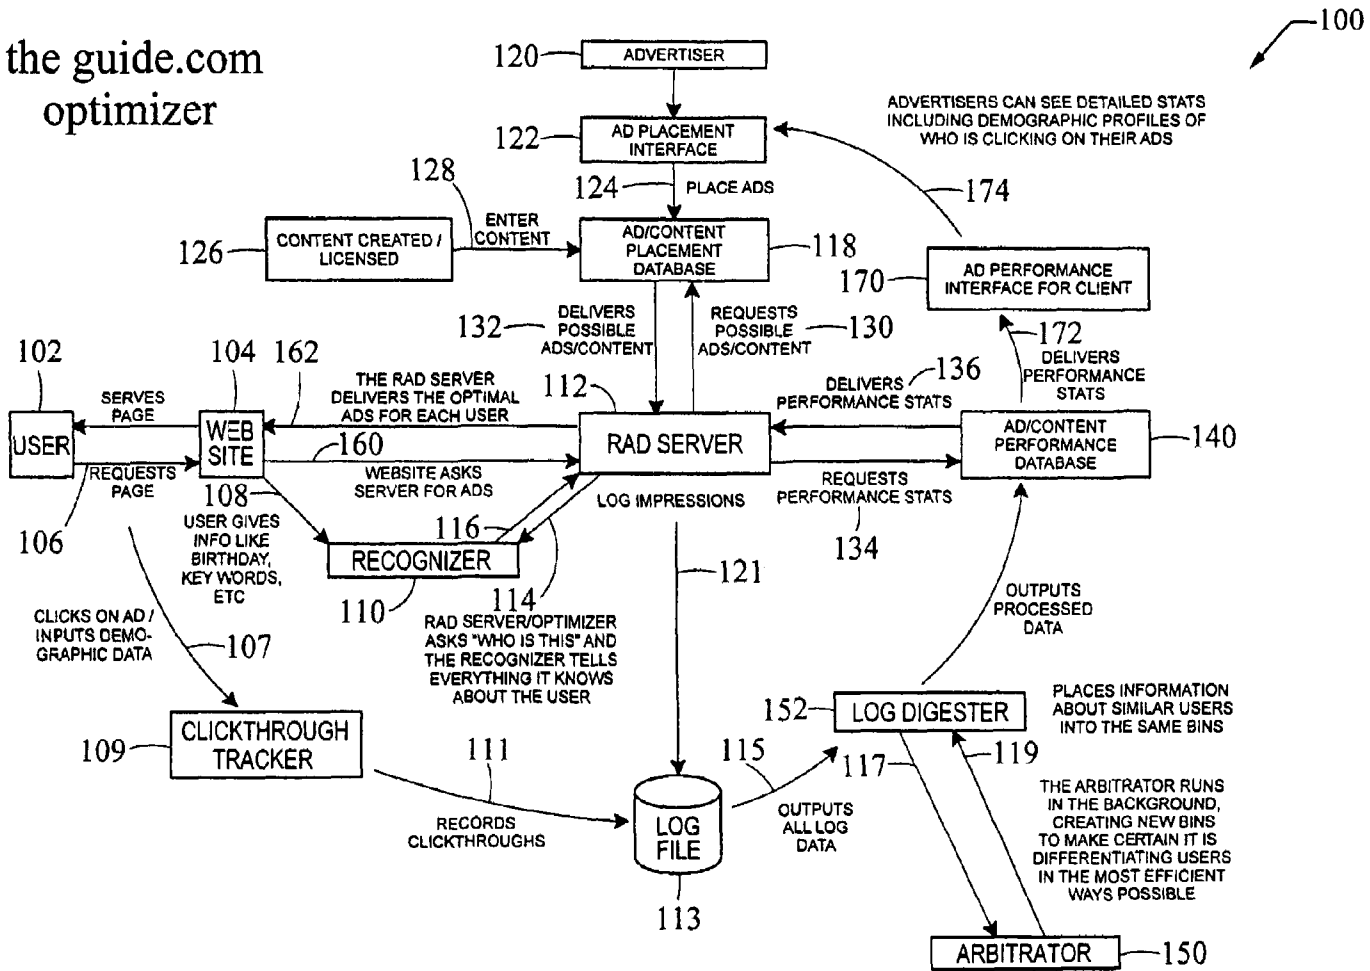 100
the guide.com
optimizer
120
ADVERTISER
ADVERTISERS CAN SEE DETAILED STATS
INCLUDING DEMOGRAPHIC PROFILES OF
WHO IS CLICKING ON THEIR ADS
122
AD PLACEMENT
INTERFACE
124
PLACE ADS
174
128
ENTER
CONTENT
126
CONTENT CREATED /
LICENSED
AD/CONTENT
PLACEMENT
DATABASE
118
170
AD PERFORMANCE
INTERFACE FOR CLIENT
132
DELIVERS
POSSIBLE
ADS/CONTENT
REQUESTS
POSSIBLE
ADS/CONTENT
130
172
DELIVERS
PERFORMANCE
STATS
102
104
162
THE RAD SERVER
DELIVERS THE OPTIMAL
ADS FOR EACH USER
112
136
DELIVERS
PERFORMANCE STATS
SERVES
PAGE
USER
WEB
SITE
RAD SERVER
AD/CONTENT
PERFORMANCE
DATABASE
140
REQUESTS
PAGE
106
160
WEBSITE ASKS
SERVER FOR ADS
LOG IMPRESSIONS
REQUESTS
PERFORMANCE STATS
134
108
USER GIVES
INFO LIKE
BIRTHDAY,
KEY WORDS,
ETC
116
RECOGNIZER
110
114
121
RAD SERVER/OPTIMIZER
ASKS "WHO IS THIS" AND
THE RECOGNIZER TELLS
EVERYTHING IT KNOWS
ABOUT THE USER
OUTPUTS
PROCESSED
DATA
CLICKS ON AD /
INPUTS DEMO-
GRAPHIC DATA
107
109
CLICKTHROUGH
TRACKER
152
LOG DIGESTER
PLACES INFORMATION
ABOUT SIMILAR USERS
INTO THE SAME BINS
111
RECORDS
CLICKTHROUGHS
115
OUTPUTS
ALL LOG
DATA
117
119
LOG
FILE
113
THE ARBITRATOR RUNS
IN THE BACKGROUND,
CREATING NEW BINS
TO MAKE CERTAIN IT IS
DIFFERENTIATING USERS
IN THE MOST EFFICIENT
WAYS POSSIBLE
ARBITRATOR
150